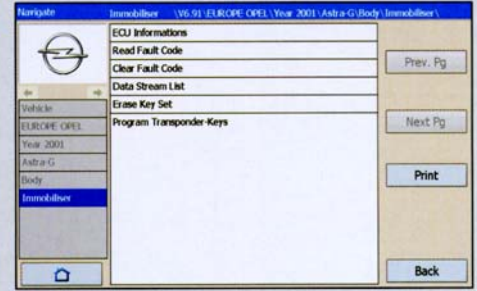 Navigate
Immobiliser \V6.91\EUROPE OPEL\Year 2001\Astra-G\Body\Immobiliser\
ECU Informations
Read Fault Code
Clear Fault Code
Data Stream List
Erase Key Set
Program Transponder-Keys
Vehicle
EUROPE OPEL
Year 2001
Astra-G
Body
Immobiliser
Prev. Pg
Next Pg
Print
Back